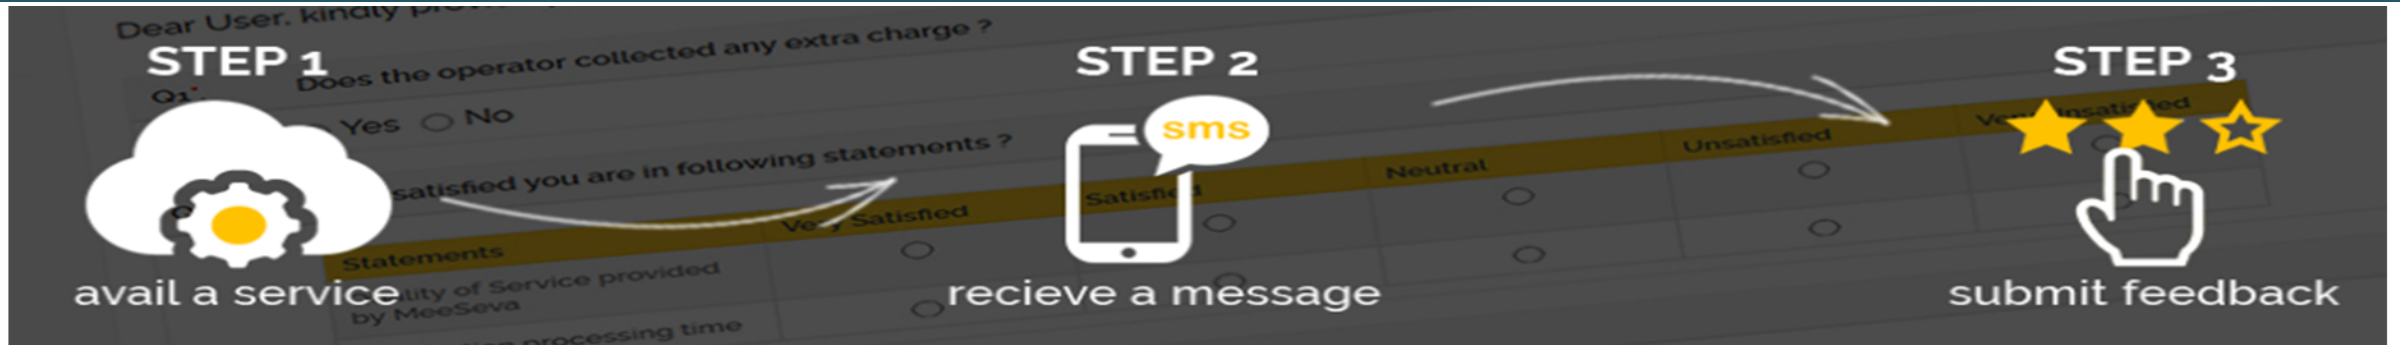 Dear User, kindly
STEP 1
STEP 2
STEP 3
Does the operator collected any extra charge ?
Q1*.
Yes No
satisfied you are in following statements ?
sms
Statements Very Satisfied Satisfied Neutral Unsatisfied Very Unsatisfied
of Service provided
by MeeSeva
processing time
avail a service
recieve a message
submit feedback